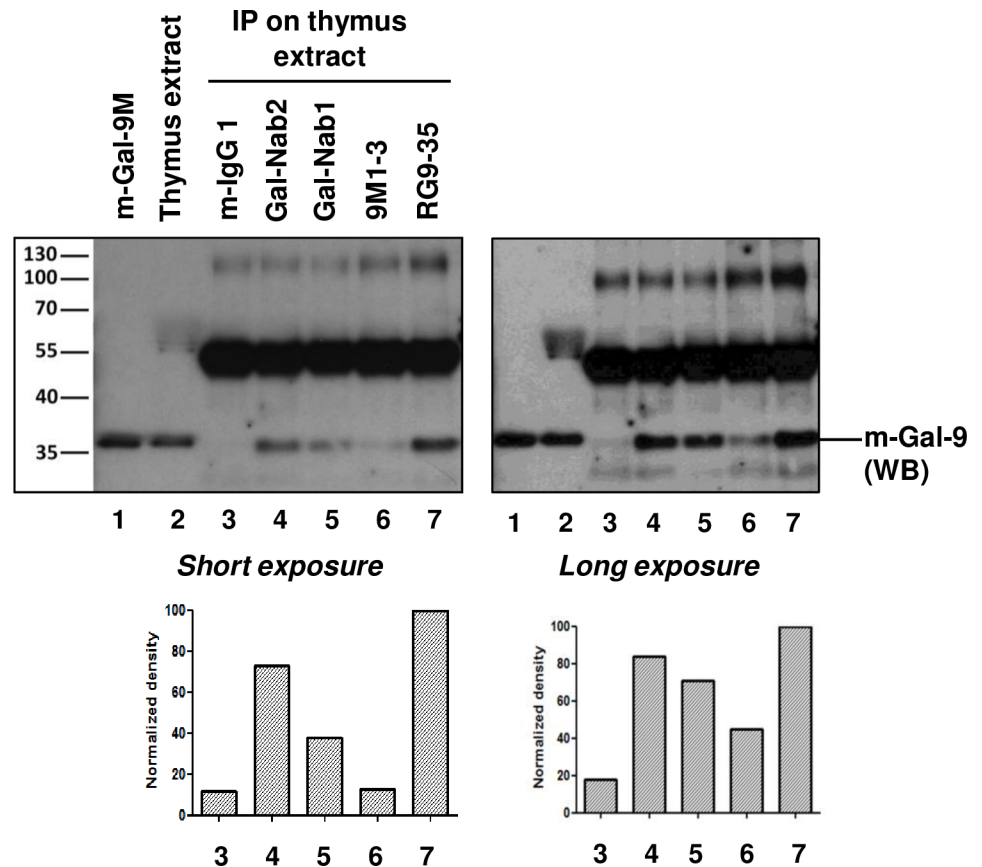 IP on thymus
extract
m-Gal-9M
Thymus extract
m-IgG 1
Gal-Nab2
Gal-Nab1
9M1-3
RG9-35
130
100
70
55
40
35
m-Gal-9
(WB)
1 2 3 4 5 6 7
1 2 3 4 5 6 7
Short exposure
Long exposure
Normalized density
100
80
60
40
20
0
3 4 5 6 7
Normalized density
100
80
60
40
20
0
3 4 5 6 7